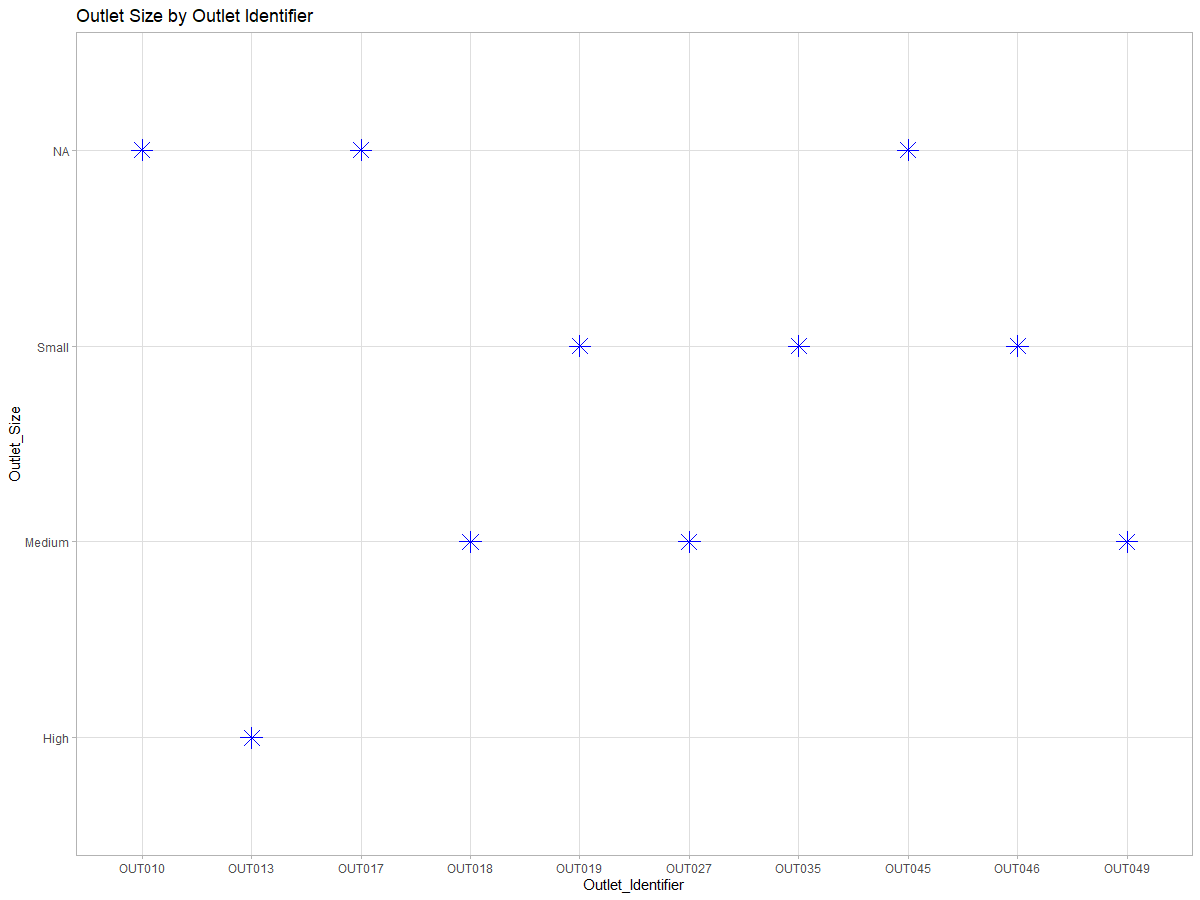 Outlet Size by Outlet Identifier
NA
Small
Medium
High
Outlet_Size
OUT010 OUT013 OUT017 OUT018 OUT019 OUT027 OUT035 OUT045 OUT046 OUT049
Outlet_Identifier